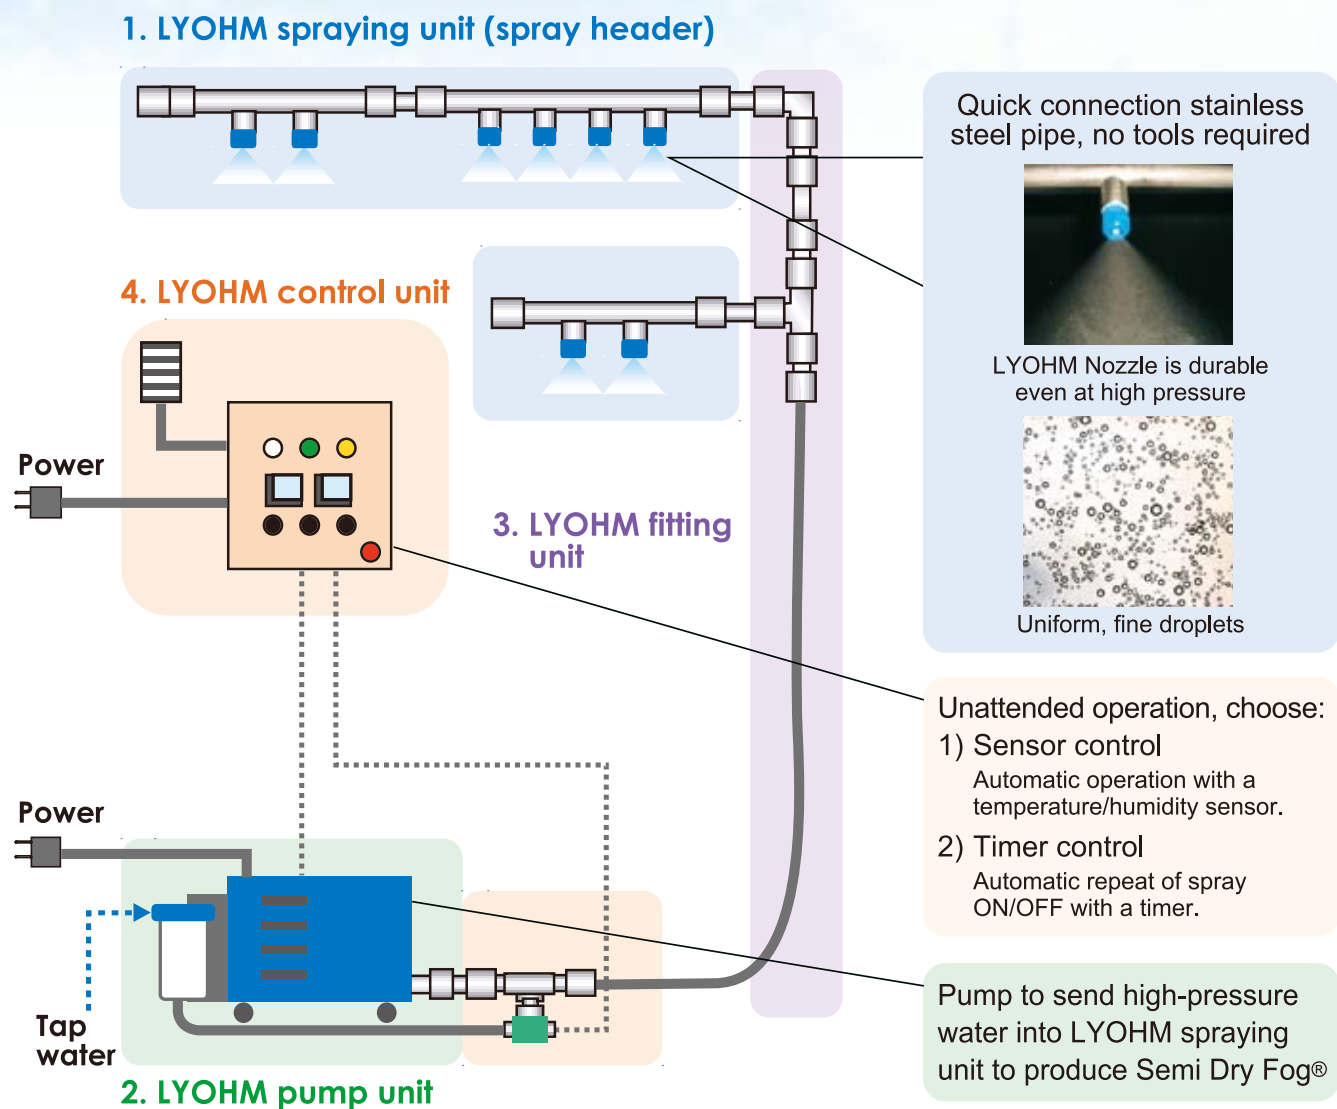 1. LYOHM spraying unit (spray header)
Quick connection stainless
steel pipe, no tools required
LYOHM Nozzle is durable
even at high pressure
Uniform, fine droplets
4. LYOHM control unit
Power
3. LYOHM fitting
unit
Unattended operation, choose:
1) Sensor control
Automatic operation with a
temperature/humidity sensor.
2) Timer control
Automatic repeat of spray
ON/OFF with a timer.
Power
Tap
water
2. LYOHM pump unit
Pump to send high-pressure
water into LYOHM spraying
unit to produce Semi Dry Fog®